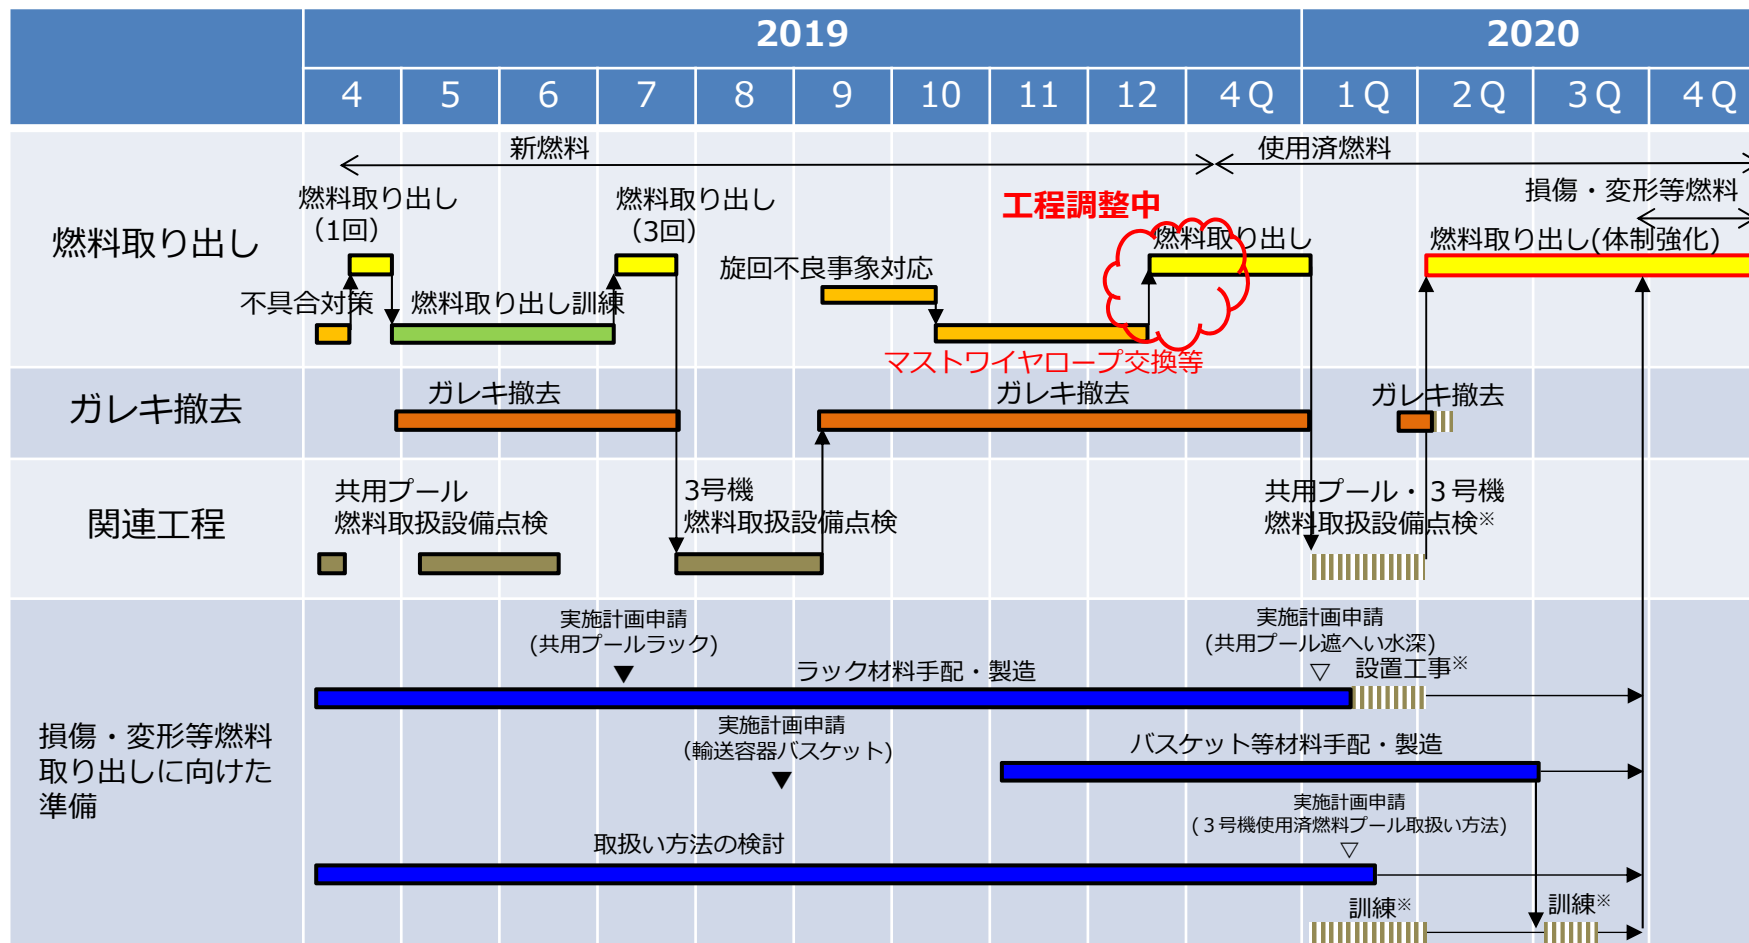 2019
2020
4
5
6
7
8
9
10
11
12
4Q
1Q
2Q
3Q
4Q
燃料取り出し
新燃料
使用済燃料
損傷・変形等燃料
燃料取り出し
(1回)
燃料取り出し
(3回)
工程調整中
燃料取り出し
燃料取り出し(体制強化)
旋回不良事象対応
不具合対策
燃料取り出し訓練
マストワイヤロープ交換等
ガレキ撤去
ガレキ撤去
ガレキ撤去
ガレキ撤去
関連工程
共用プール
燃料取扱設備点検
3号機
燃料取扱設備点検
共用プール・3号機
燃料取扱設備点検※
損傷・変形等燃料
取り出しに向けた
準備
実施計画申請
(共用プールラック)
▼
ラック材料手配・製造
実施計画申請
(共用プール遮へい水深)
▽
設置工事※
実施計画申請
(輸送容器バスケット)
▼
バスケット等材料手配・製造
実施計画申請
(3号機使用済燃料プール取扱い方法)
▽
取扱い方法の検討
訓練※
訓練※